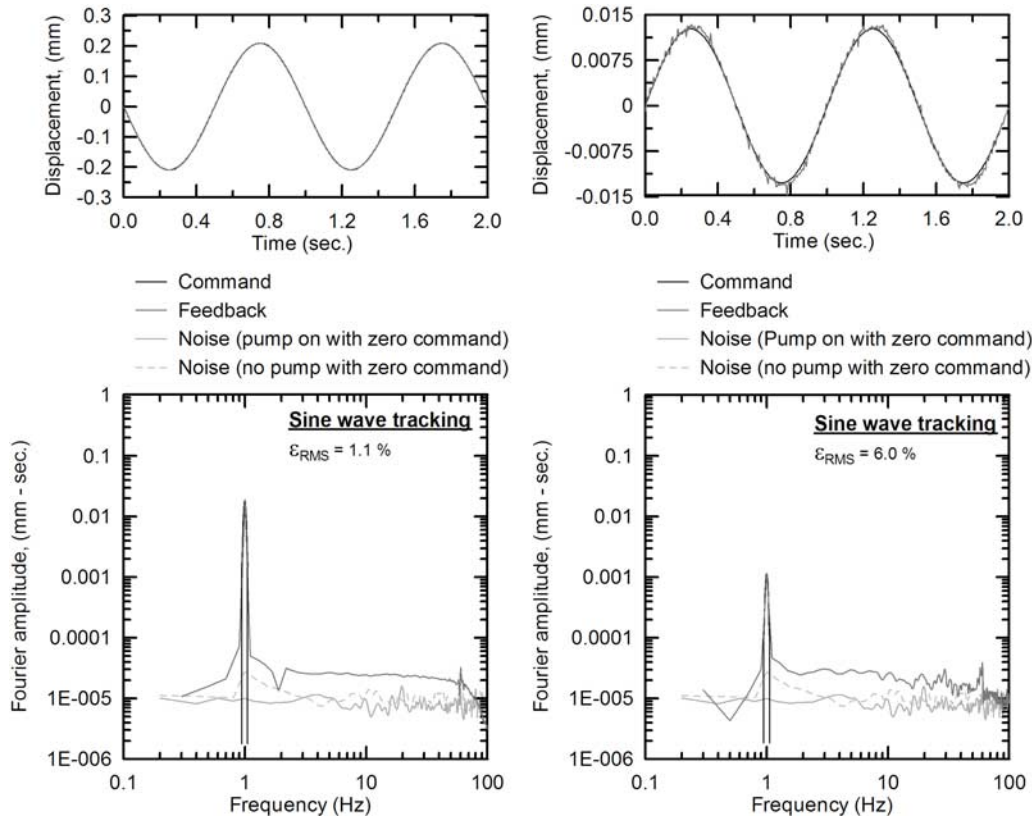 0.3
0.2
0.1
0
-0.1
-0.2
-0.3
Displacement, (mm)
0.0 0.4 0.8 1.2 1.6 2.0
Time (sec.)
0.015
0.0075
0
-0.0075
-0.015
Displacement, (mm)
0.0 0.4 0.8 1.2 1.6 2.0
Time (sec.)
Command
Feedback
Noise (pump on with zero command)
Noise (no pump with zero command)
Command
Feedback
Noise (Pump on with zero command)
Noise (no pump with zero command)
1
0.1
0.01
0.001
0.0001
1E-005
1E-006
Fourier amplitude, (mm - sec.)
Sine wave tracking
εRMS = 1.1 %
0.1 1 10 100
Frequency (Hz)
1
0.1
0.01
0.001
0.0001
1E-005
1E-006
Fourier amplitude, (mm - sec.)
Sine wave tracking
εRMS = 6.0 %
0.1 1 10 100
Frequency (Hz)